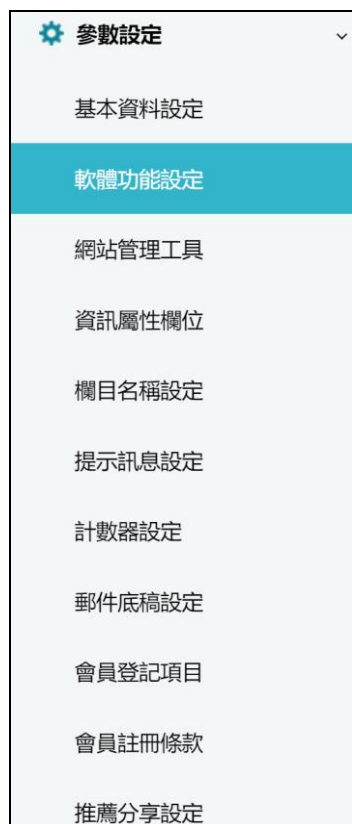 參數設定
基本資料設定
軟體功能設定
網站管理工具
資訊屬性欄位
欄目名稱設定
提示訊息設定
計數器設定
郵件底稿設定
會員登記項目
會員註冊條款
推薦分享設定